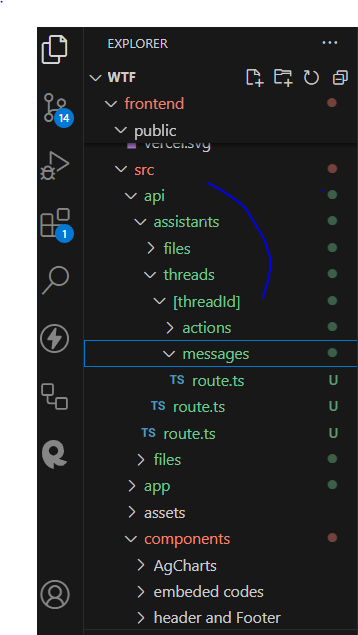 EXPLORER
WTF
frontend
public
vercel.svg
src
14
api
assistants
files
1
threads
[threadId]
actions
messages
TS route.ts U
TS route.ts U
TS route.ts U
files
app
assets
components
AgCharts
embeded codes
header and Footer